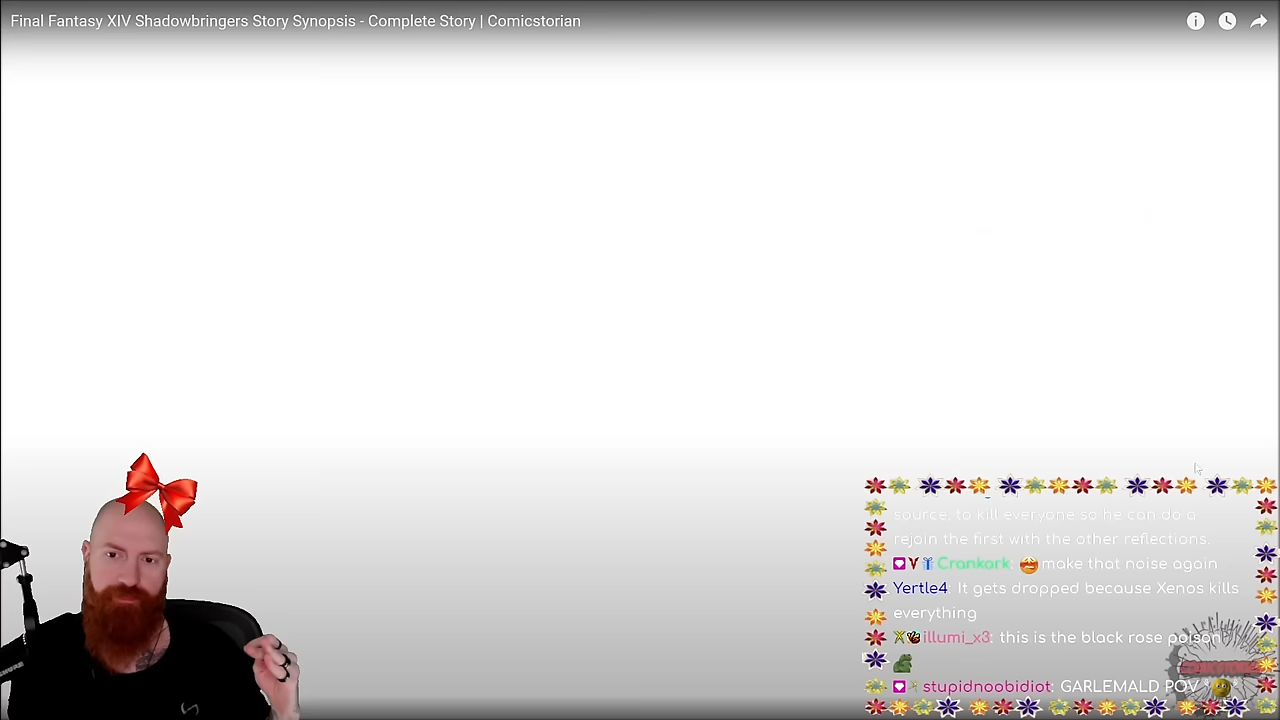 Final Fantasy XIV Shadowbringers Story Synopsis - Complete Story | Comicstorian
source, to kill everyone so he can do a
rejoin the first with the other reflections.
Crankark: make that noise again
Yertle4: It gets dropped because Xenos kills
everything
illumi_x3: this is the black rose poison
stupidnoobidiot: GARLEMALD POV